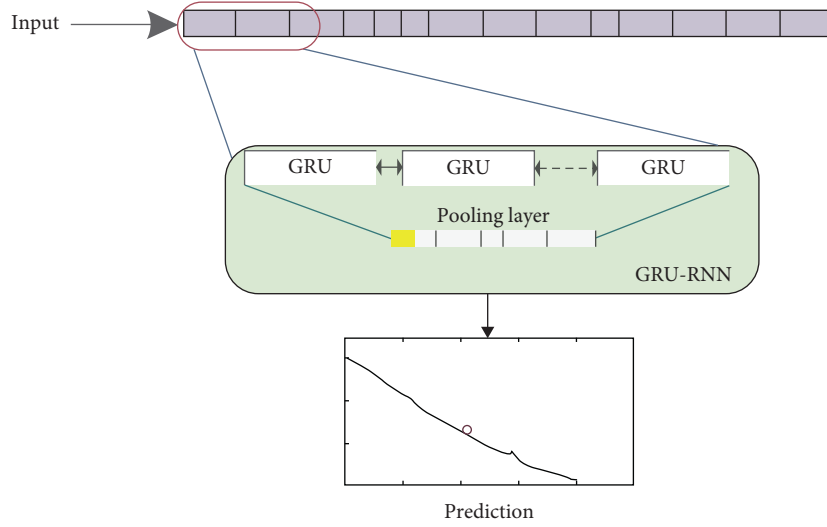 Input
GRU
GRU
GRU
Pooling layer
GRU-RNN
Prediction